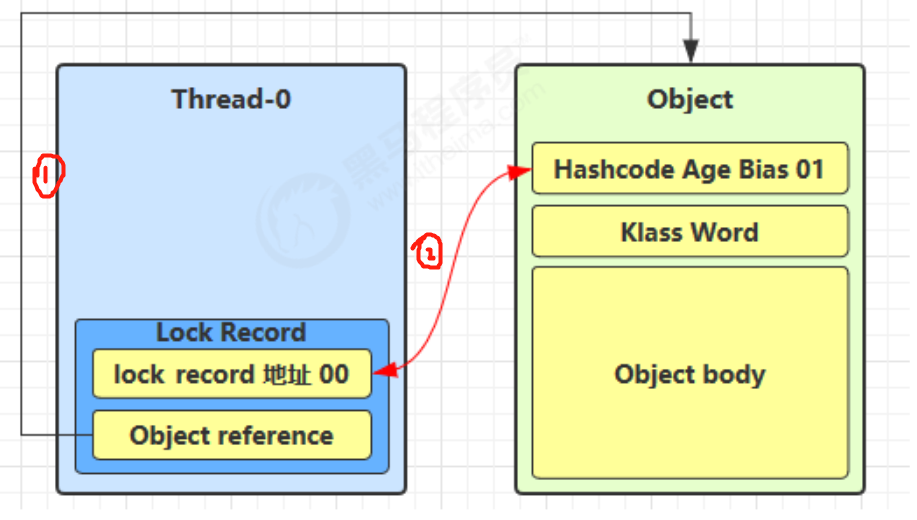 Thread-0
Object
黑马程序员
www.itheima.com
1
Hashcode Age Bias 01
Klass Word
2
Lock Record
lock record 地址 00
Object reference
Object body